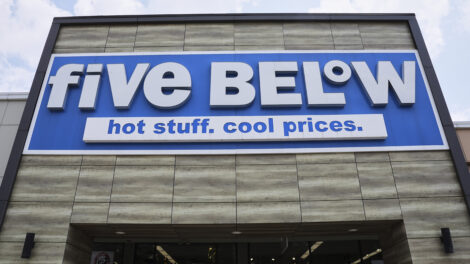 five BELoW
hot stuff. cool prices.